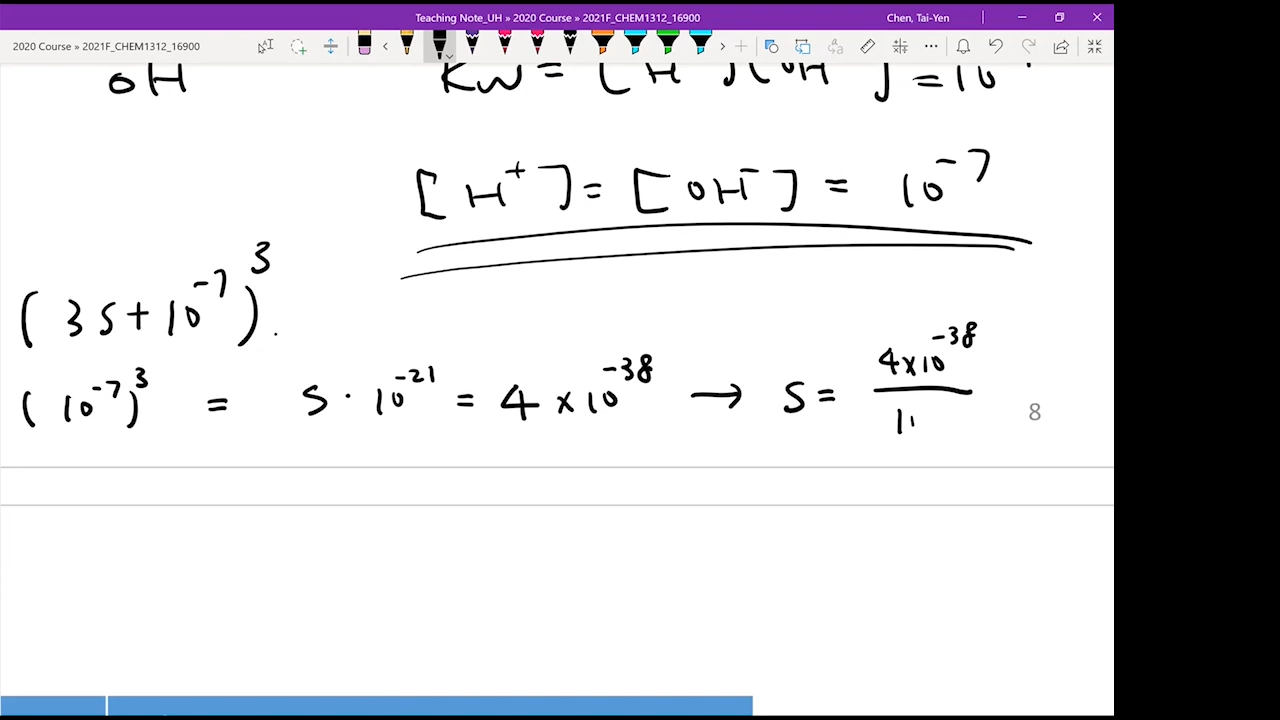 Teaching Note_UH » 2020 Course » 2021F_CHEM1312_16900
Chen, Tai-Yen
2020 Course » 2021F_CHEM1312_16900
OH
Kw = [H ][OH ] = 10
[H⁺] = [OH⁻] = 10⁻⁷
(3S+10⁻⁷)³
(10⁻⁷)³ = S · 10⁻²¹ = 4 × 10⁻³⁸ → S = 4×10⁻³⁸ /
8